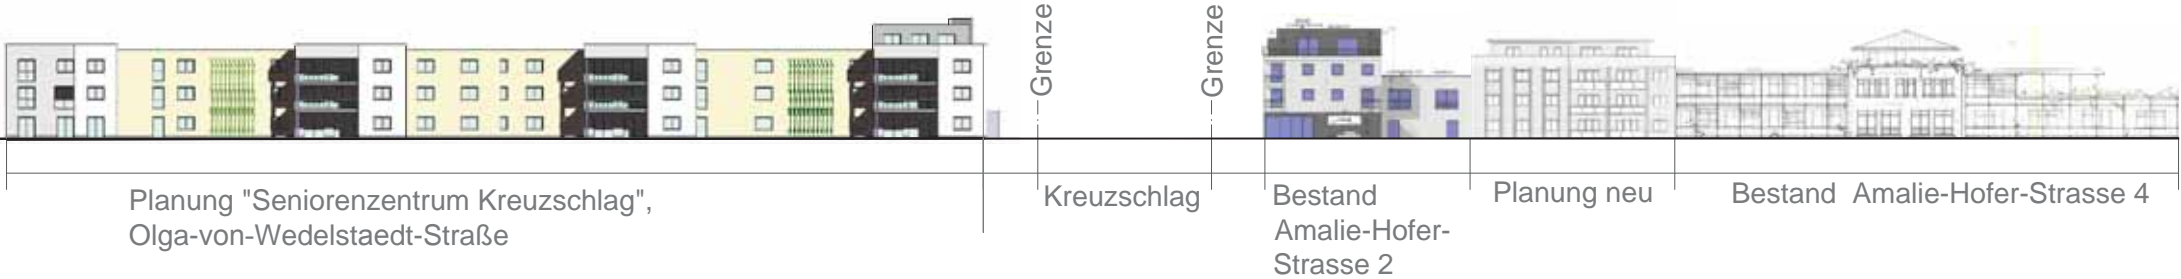 Grenze
Grenze
Planung "Seniorenzentrum Kreuzschlag",
Olga-von-Wedelstaedt-Straße
Kreuzschlag
Bestand
Amalie-Hofer-
Strasse 2
Planung neu
Bestand Amalie-Hofer-Strasse 4